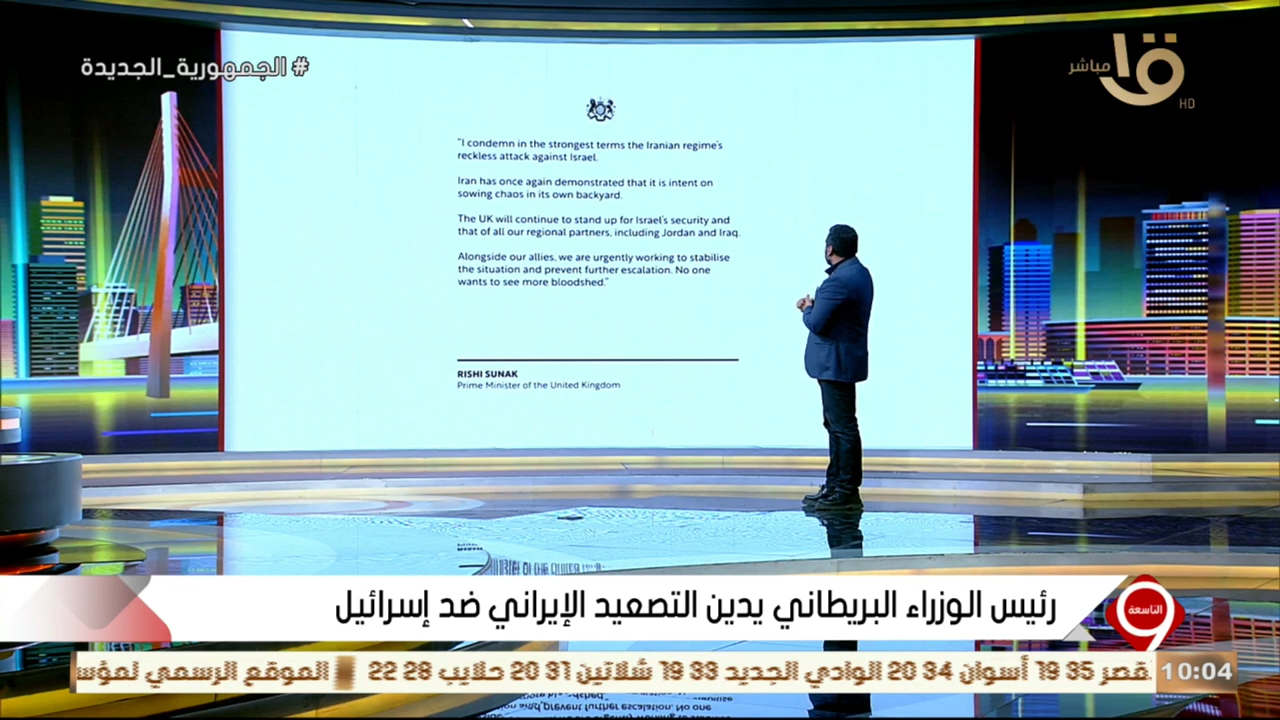 # الجمهورية_الجديدة
مباشر
HD
"I condemn in the strongest terms the Iranian regime's
reckless attack against Israel.
Iran has once again demonstrated that it is intent on
sowing chaos in its own backyard.
The UK will continue to stand up for Israel's security and
that of all our regional partners, including Jordan and Iraq.
Alongside our allies, we are urgently working to stabilise
the situation and prevent further escalation. No one
wants to see more bloodshed."
RISHI SUNAK
Prime Minister of the United Kingdom
رئيس الوزراء البريطاني يدين التصعيد الإيراني ضد إسرائيل
التاسعة
9
10:04
35 19 أسوان 34 20 الوادي الجديد 33 19 شلاتين 31 20 حلايب 28 22 الموقع الرسمي